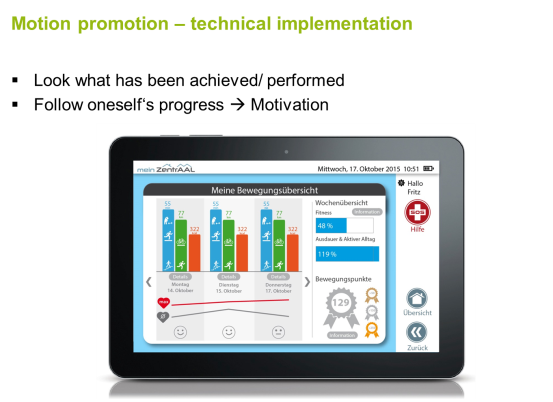 Motion promotion – technical implementation
▪ Look what has been achieved/ performed
▪ Follow oneself‘s progress → Motivation
mein ZentrAAL
Mittwoch, 17. Oktober 2015 10:51
Meine Bewegungsübersicht
Hallo
Fritz
SOS
Hilfe
55
77
322
55
77
322
55
77
322
Details
Details
Details
Montag
14. Oktober
Dienstag
15. Oktober
Donnerstag
17. Oktober
Wochenübersicht
Fitness
Information
48 %
Ausdauer & Aktiver Alltag
119 %
Bewegungspunkte
129
Information
Übersicht
Zurück